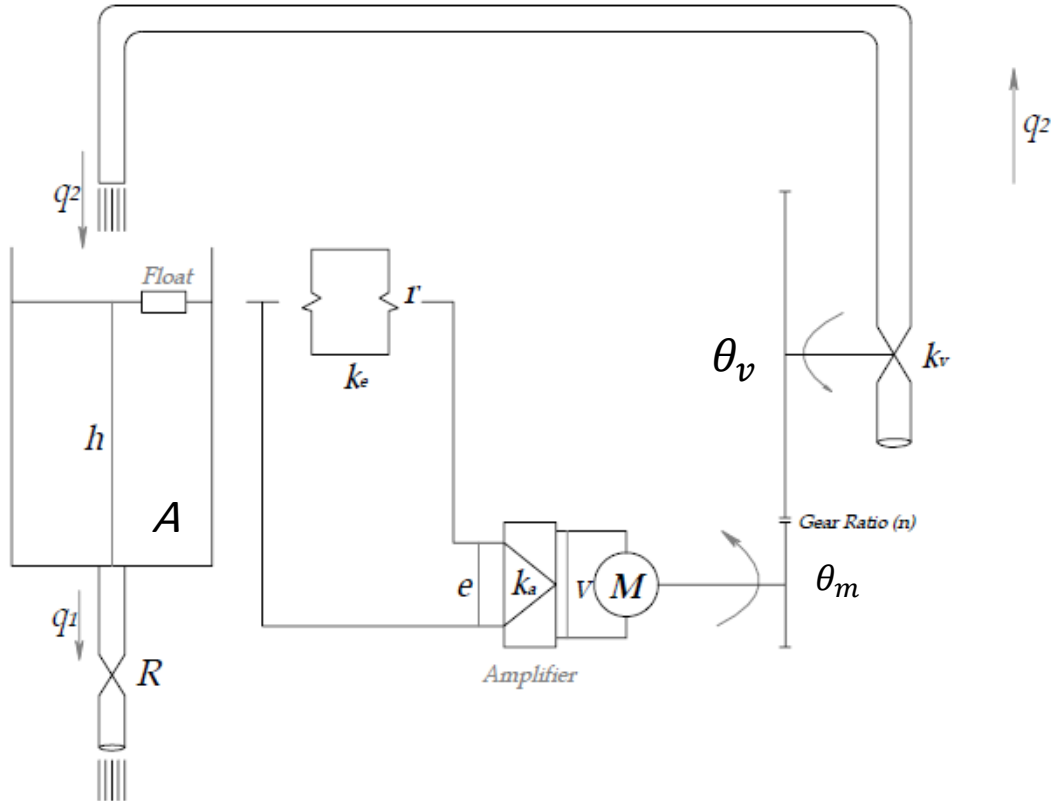 q2
q2
Float
r
ke
θv
kv
h
A
Gear Ratio (n)
e
ka
v
M
θm
q1
R
Amplifier